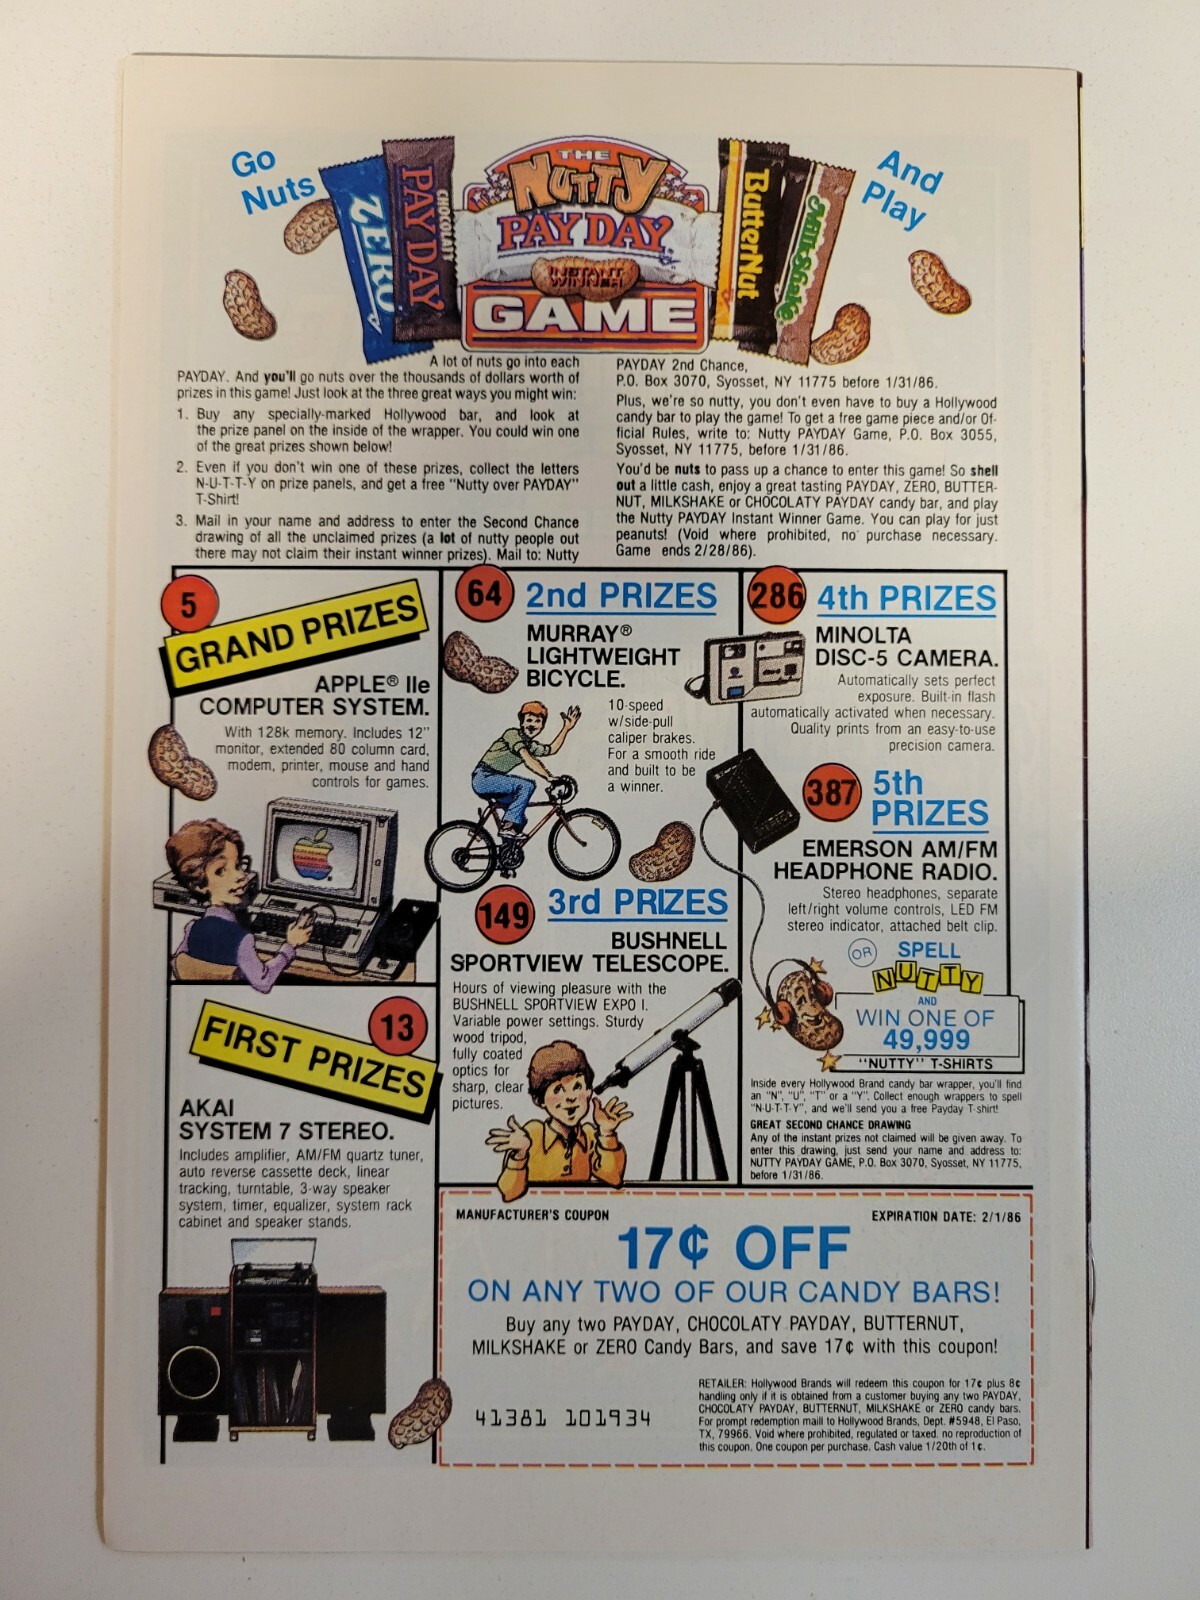 Go
Nuts
ZERO
CHOCOLATY
PAYDAY
THE
NUTTY
PAY DAY
INSTANT
WINNER
GAME
ButterNut
Milk-Shake
And
Play
A lot of nuts go into each
PAYDAY. And you'll go nuts over the thousands of dollars worth of
prizes in this game! Just look at the three great ways you might win:
1. Buy any specially-marked Hollywood bar, and look at
the prize panel on the inside of the wrapper. You could win one
of the great prizes shown below!
2. Even if you don't win one of these prizes, collect the letters
N-U-T-T-Y on prize panels, and get a free "Nutty over PAYDAY"
T-Shirt!
3. Mail in your name and address to enter the Second Chance
drawing of all the unclaimed prizes (a lot of nutty people out
there may not claim their instant winner prizes). Mail to: Nutty
PAYDAY 2nd Chance,
P.O. Box 3070, Syosset, NY 11775 before 1/31/86.
Plus, we're so nutty, you don't even have to buy a Hollywood
candy bar to play the game! To get a free game piece and/or Of-
ficial Rules, write to: Nutty PAYDAY Game, P.O. Box 3055,
Syosset, NY 11775, before 1/31/86.
You'd be nuts to pass up a chance to enter this game! So shell
out a little cash, enjoy a great tasting PAYDAY, ZERO, BUTTER-
NUT, MILKSHAKE or CHOCOLATY PAYDAY candy bar, and play
the Nutty PAYDAY Instant Winner Game. You can play for just
peanuts! (Void where prohibited, no purchase necessary.
Game ends 2/28/86).
5
GRAND PRIZES
APPLE® IIe
COMPUTER SYSTEM.
With 128k memory. Includes 12"
monitor, extended 80 column card,
modem, printer, mouse and hand
controls for games.
13
FIRST PRIZES
AKAI
SYSTEM 7 STEREO.
Includes amplifier, AM/FM quartz tuner,
auto reverse cassette deck, linear
tracking, turntable, 3-way speaker
system, timer, equalizer, system rack
cabinet and speaker stands.
64
2nd PRIZES
MURRAY®
LIGHTWEIGHT
BICYCLE.
10-speed
w/side-pull
caliper brakes.
For a smooth ride
and built to be
a winner.
149
3rd PRIZES
BUSHNELL
SPORTVIEW TELESCOPE.
Hours of viewing pleasure with the
BUSHNELL SPORTVIEW EXPO I.
Variable power settings. Sturdy
wood tripod,
fully coated
optics for
sharp, clear
pictures.
286
4th PRIZES
MINOLTA
DISC-5 CAMERA.
Automatically sets perfect
exposure. Built-in flash
automatically activated when necessary.
Quality prints from an easy-to-use
precision camera.
387
5th
PRIZES
EMERSON AM/FM
HEADPHONE RADIO.
Stereo headphones, separate
left/right volume controls, LED FM
stereo indicator, attached belt clip.
OR
SPELL
NUTTY
AND
WIN ONE OF
49,999
"NUTTY" T-SHIRTS
Inside every Hollywood Brand candy bar wrapper, you'll find
an "N", "U", "T" or a "Y". Collect enough wrappers to spell
"N-U-T-T-Y", and we'll send you a free Payday T-shirt!
GREAT SECOND CHANCE DRAWING
Any of the instant prizes not claimed will be given away. To
enter this drawing, just send your name and address to:
NUTTY PAYDAY GAME, P.O. Box 3070, Syosset, NY 11775,
before 1/31/86.
MANUFACTURER'S COUPON
EXPIRATION DATE: 2/1/86
17¢ OFF
ON ANY TWO OF OUR CANDY BARS!
Buy any two PAYDAY, CHOCOLATY PAYDAY, BUTTERNUT,
MILKSHAKE or ZERO Candy Bars, and save 17¢ with this coupon!
41381 101934
RETAILER: Hollywood Brands will redeem this coupon for 17¢ plus 8¢
handling only if it is obtained from a customer buying any two PAYDAY,
CHOCOLATY PAYDAY, BUTTERNUT, MILKSHAKE or ZERO candy bars.
For prompt redemption maill to Hollywood Brands, Dept. #5948, El Paso,
TX, 79966. Void where prohibited, regulated or taxed. no reproduction of
this coupon. One coupon per purchase. Cash value 1/20th of 1¢.